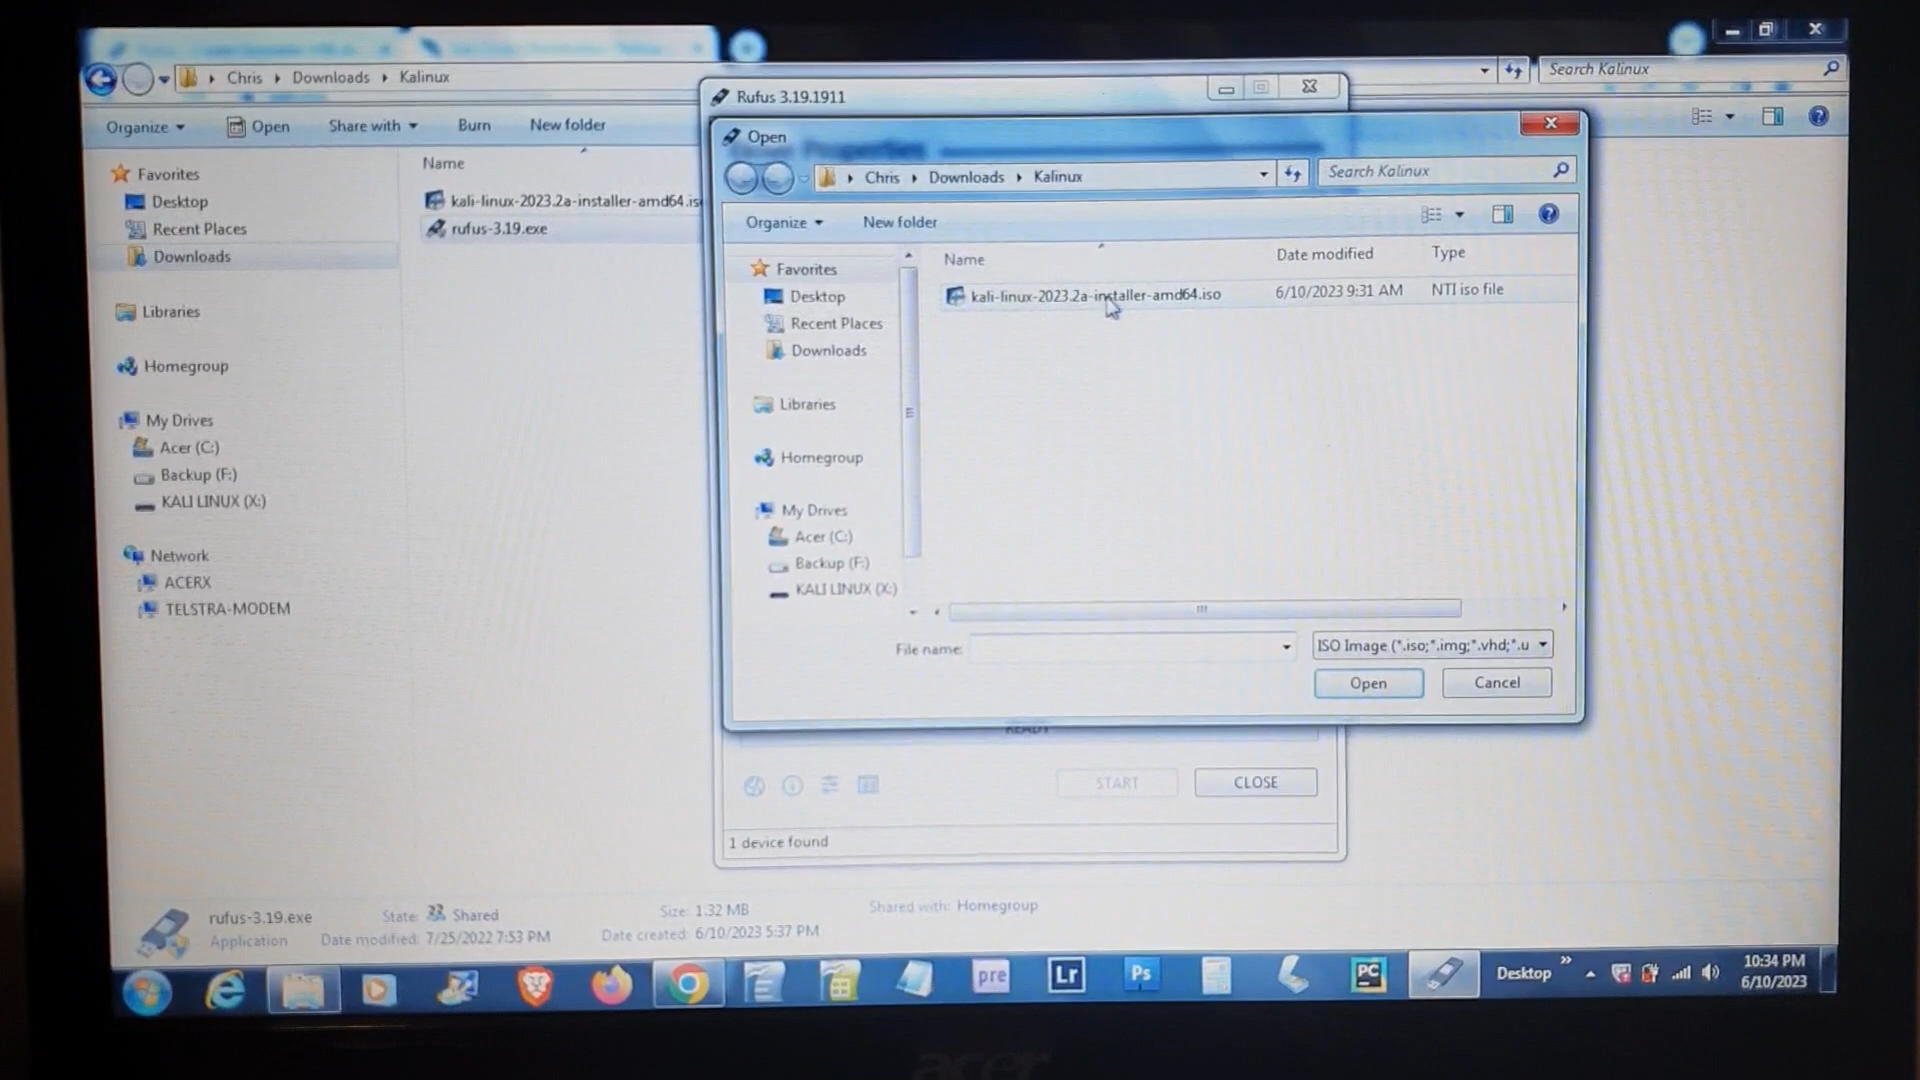 Chris Downloads Kalinux
Search Kalinux
Organize Open Share with Burn New folder
Favorites
Desktop
Recent Places
Downloads
Libraries
Homegroup
My Drives
Acer (C:)
Backup (F:)
KALI LINUX (X:)
Network
ACERX
TELSTRA-MODEM
Name
kali-linux-2023.2a-installer-amd64.is
rufus-3.19.exe
Rufus 3.19.1911
Open
Chris Downloads Kalinux
Search Kalinux
Organize New folder
Favorites
Desktop
Recent Places
Downloads
Libraries
Homegroup
My Drives
Acer (C:)
Backup (F:)
KALI LINUX (X:)
Name Date modified Type
kali-linux-2023.2a-installer-amd64.iso 6/10/2023 9:31 AM NTI iso file
File name: ISO Image (*.iso;*.img;*.vhd;*.u
Open Cancel
READY
START CLOSE
1 device found
rufus-3.19.exe State: Shared Size: 1.32 MB Shared with: Homegroup
Application Date modified: 7/25/2022 7:53 PM Date created: 6/10/2023 5:37 PM
pre Lr Ps PC Desktop 10:34 PM
6/10/2023
acer